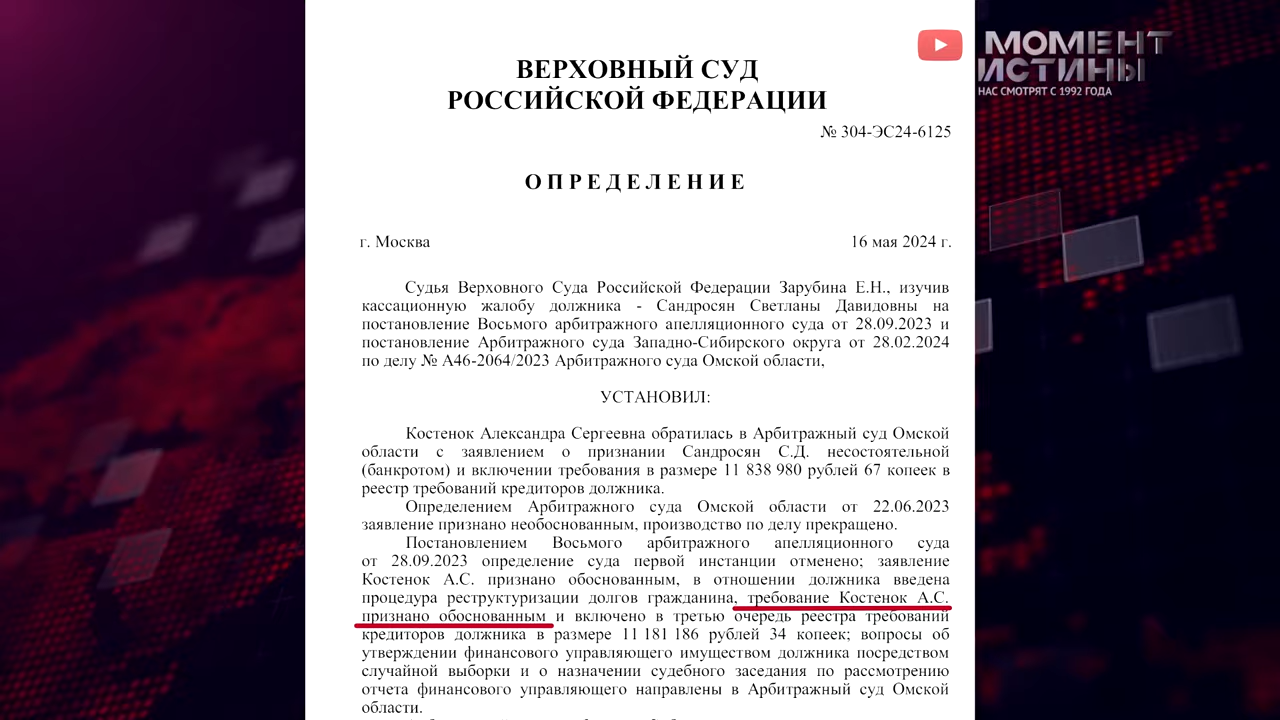 МОМЕНТ
ИСТИНЫ
НАС СМОТРЯТ С 1992 ГОДА
ВЕРХОВНЫЙ СУД
РОССИЙСКОЙ ФЕДЕРАЦИИ
№ 304-ЭС24-6125
О П Р Е Д Е Л Е Н И Е
г. Москва 16 мая 2024 г.
Судья Верховного Суда Российской Федерации Зарубина Е.Н., изучив
кассационную жалобу должника - Сандросян Светланы Давидовны на
постановление Восьмого арбитражного апелляционного суда от 28.09.2023 и
постановление Арбитражного суда Западно-Сибирского округа от 28.02.2024
по делу № А46-2064/2023 Арбитражного суда Омской области,
УСТАНОВИЛ:
Костенок Александра Сергеевна обратилась в Арбитражный суд Омской
области с заявлением о признании Сандросян С.Д. несостоятельной
(банкротом) и включении требования в размере 11 838 980 рублей 67 копеек в
реестр требований кредиторов должника.
Определением Арбитражного суда Омской области от 22.06.2023
заявление признано необоснованным, производство по делу прекращено.
Постановлением Восьмого арбитражного апелляционного суда
от 28.09.2023 определение суда первой инстанции отменено; заявление
Костенок А.С. признано обоснованным, в отношении должника введена
процедура реструктуризации долгов гражданина, требование Костенок А.С.
признано обоснованным и включено в третью очередь реестра требований
кредиторов должника в размере 11 181 186 рублей 34 копеек; вопросы об
утверждении финансового управляющего имуществом должника посредством
случайной выборки и о назначении судебного заседания по рассмотрению
отчета финансового управляющего направлены в Арбитражный суд Омской
области.